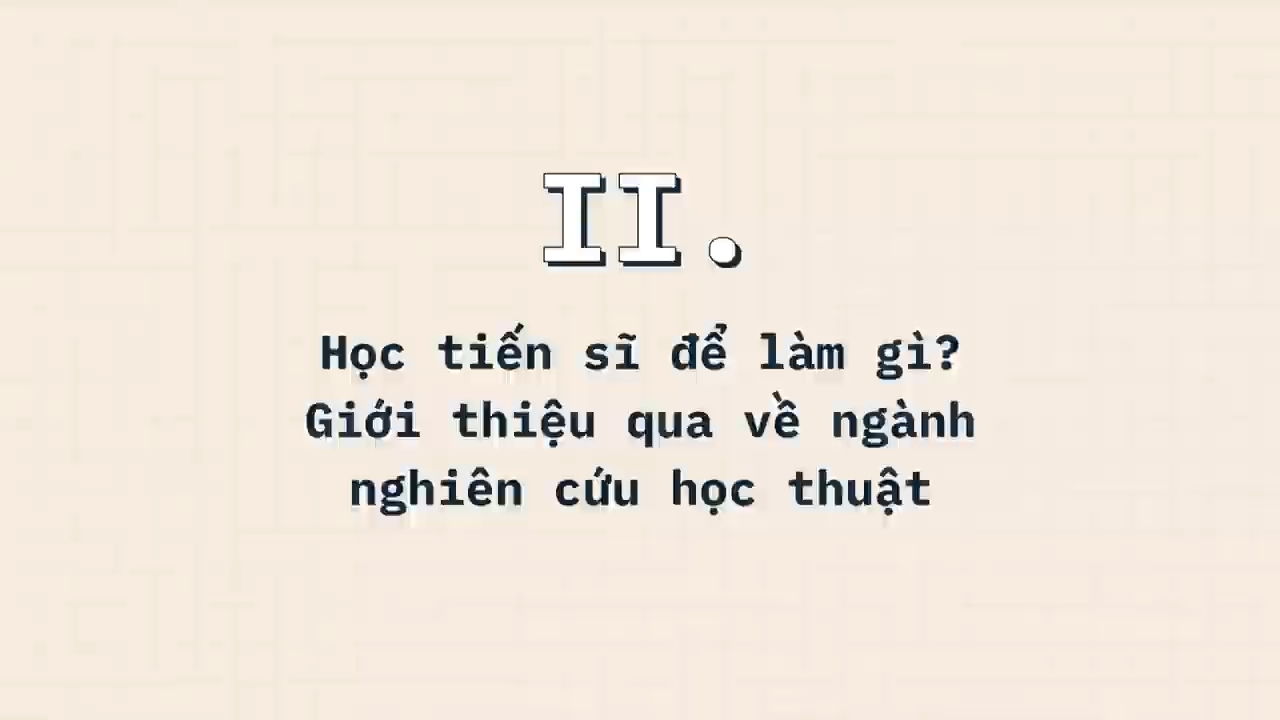 II.
Học tiến sĩ để làm gì?
Giới thiệu qua về ngành
nghiên cứu học thuật